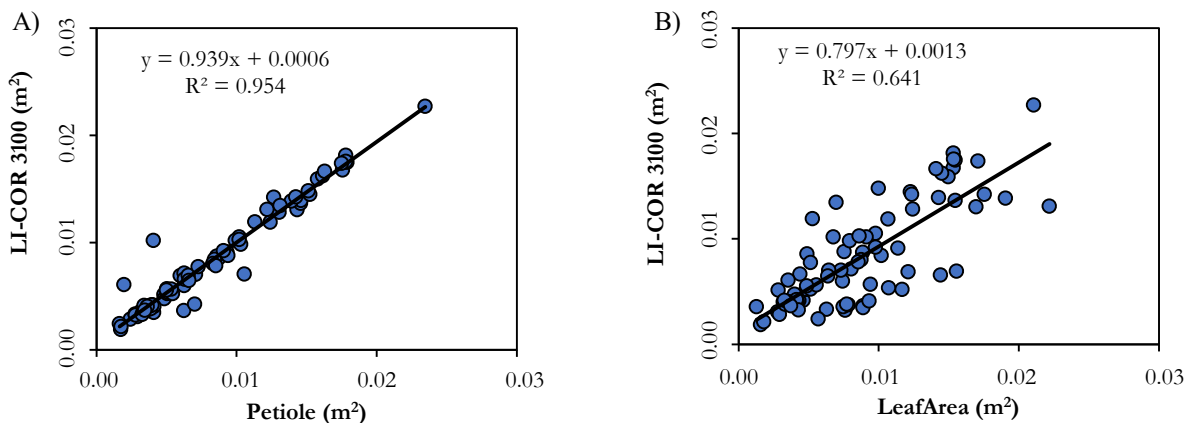 A)
y = 0.939x + 0.0006
R² = 0.954
LI-COR 3100 (m²)
0.03
0.02
0.01
0.00
0.00 0.01 0.02 0.03
Petiole (m²)
B)
y = 0.797x + 0.0013
R² = 0.641
LI-COR 3100 (m²)
0.03
0.02
0.01
0.00
0.00 0.01 0.02 0.03
LeafArea (m²)